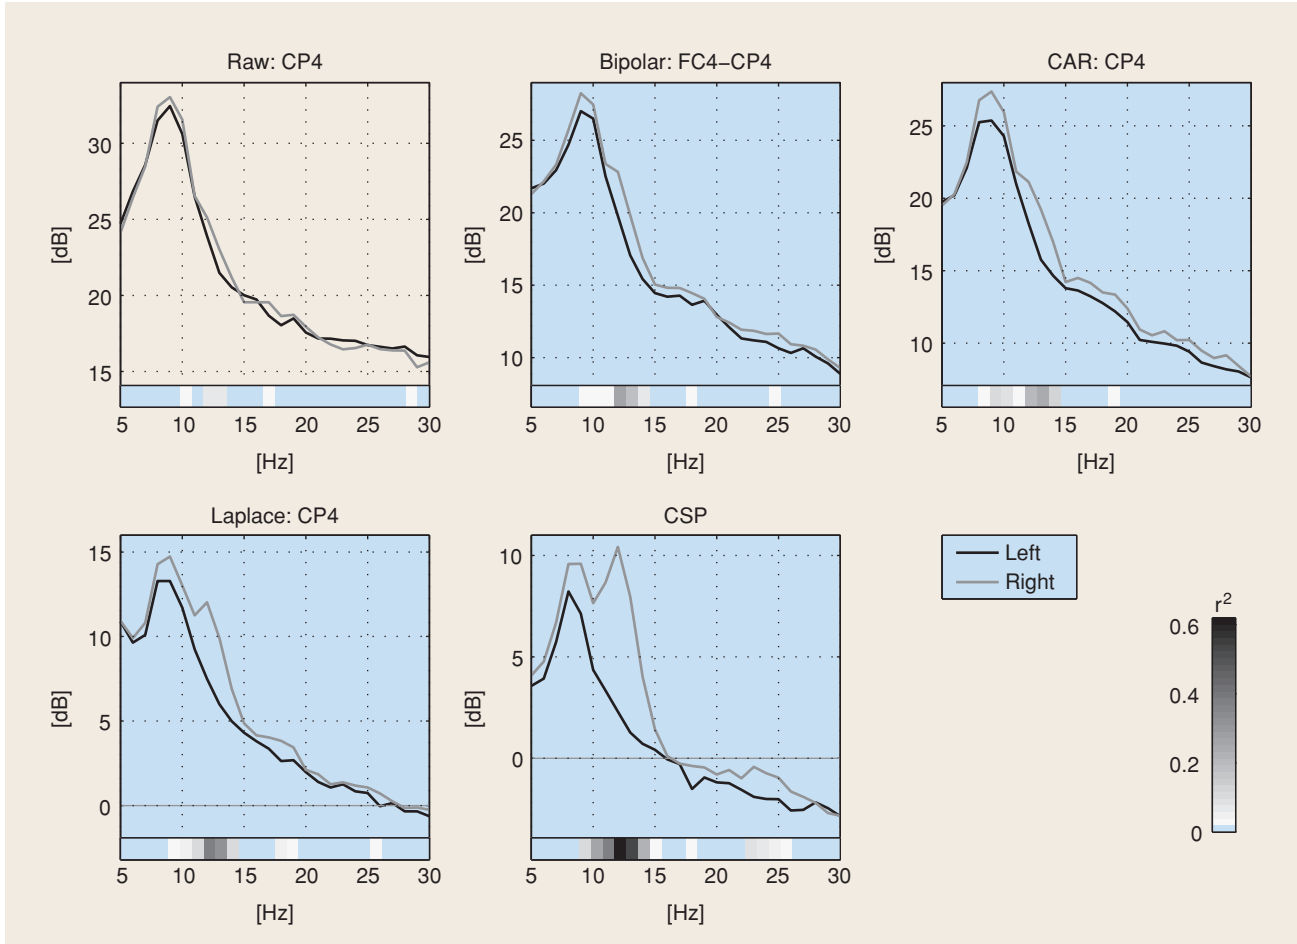 Raw: CP4
[dB]
30
25
20
15
5 10 15 20 25 30
[Hz]
Bipolar: FC4–CP4
[dB]
25
20
15
10
5 10 15 20 25 30
[Hz]
CAR: CP4
[dB]
25
20
15
10
5 10 15 20 25 30
[Hz]
Laplace: CP4
[dB]
15
10
5
0
5 10 15 20 25 30
[Hz]
CSP
[dB]
10
5
0
5 10 15 20 25 30
[Hz]
Left
Right
r²
0.6
0.4
0.2
0